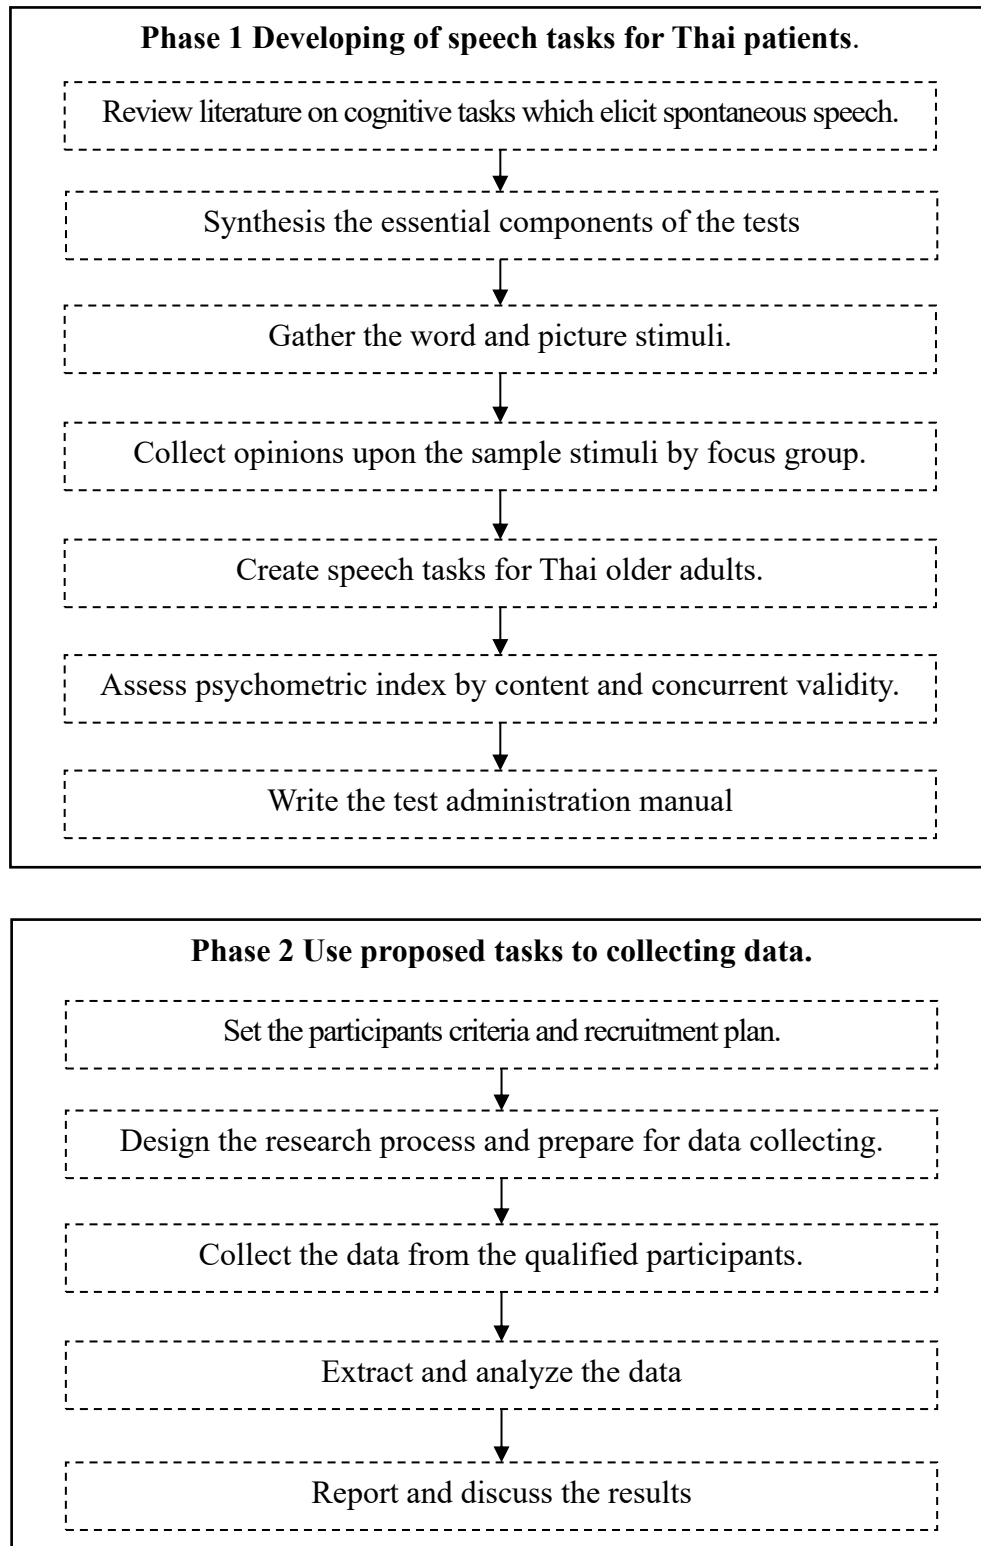 Phase 1 Developing of speech tasks for Thai patients.
Review literature on cognitive tasks which elicit spontaneous speech.
Synthesis the essential components of the tests
Gather the word and picture stimuli.
Collect opinions upon the sample stimuli by focus group.
Create speech tasks for Thai older adults.
Assess psychometric index by content and concurrent validity.
Write the test administration manual
Phase 2 Use proposed tasks to collecting data.
Set the participants criteria and recruitment plan.
Design the research process and prepare for data collecting.
Collect the data from the qualified participants.
Extract and analyze the data
Report and discuss the results